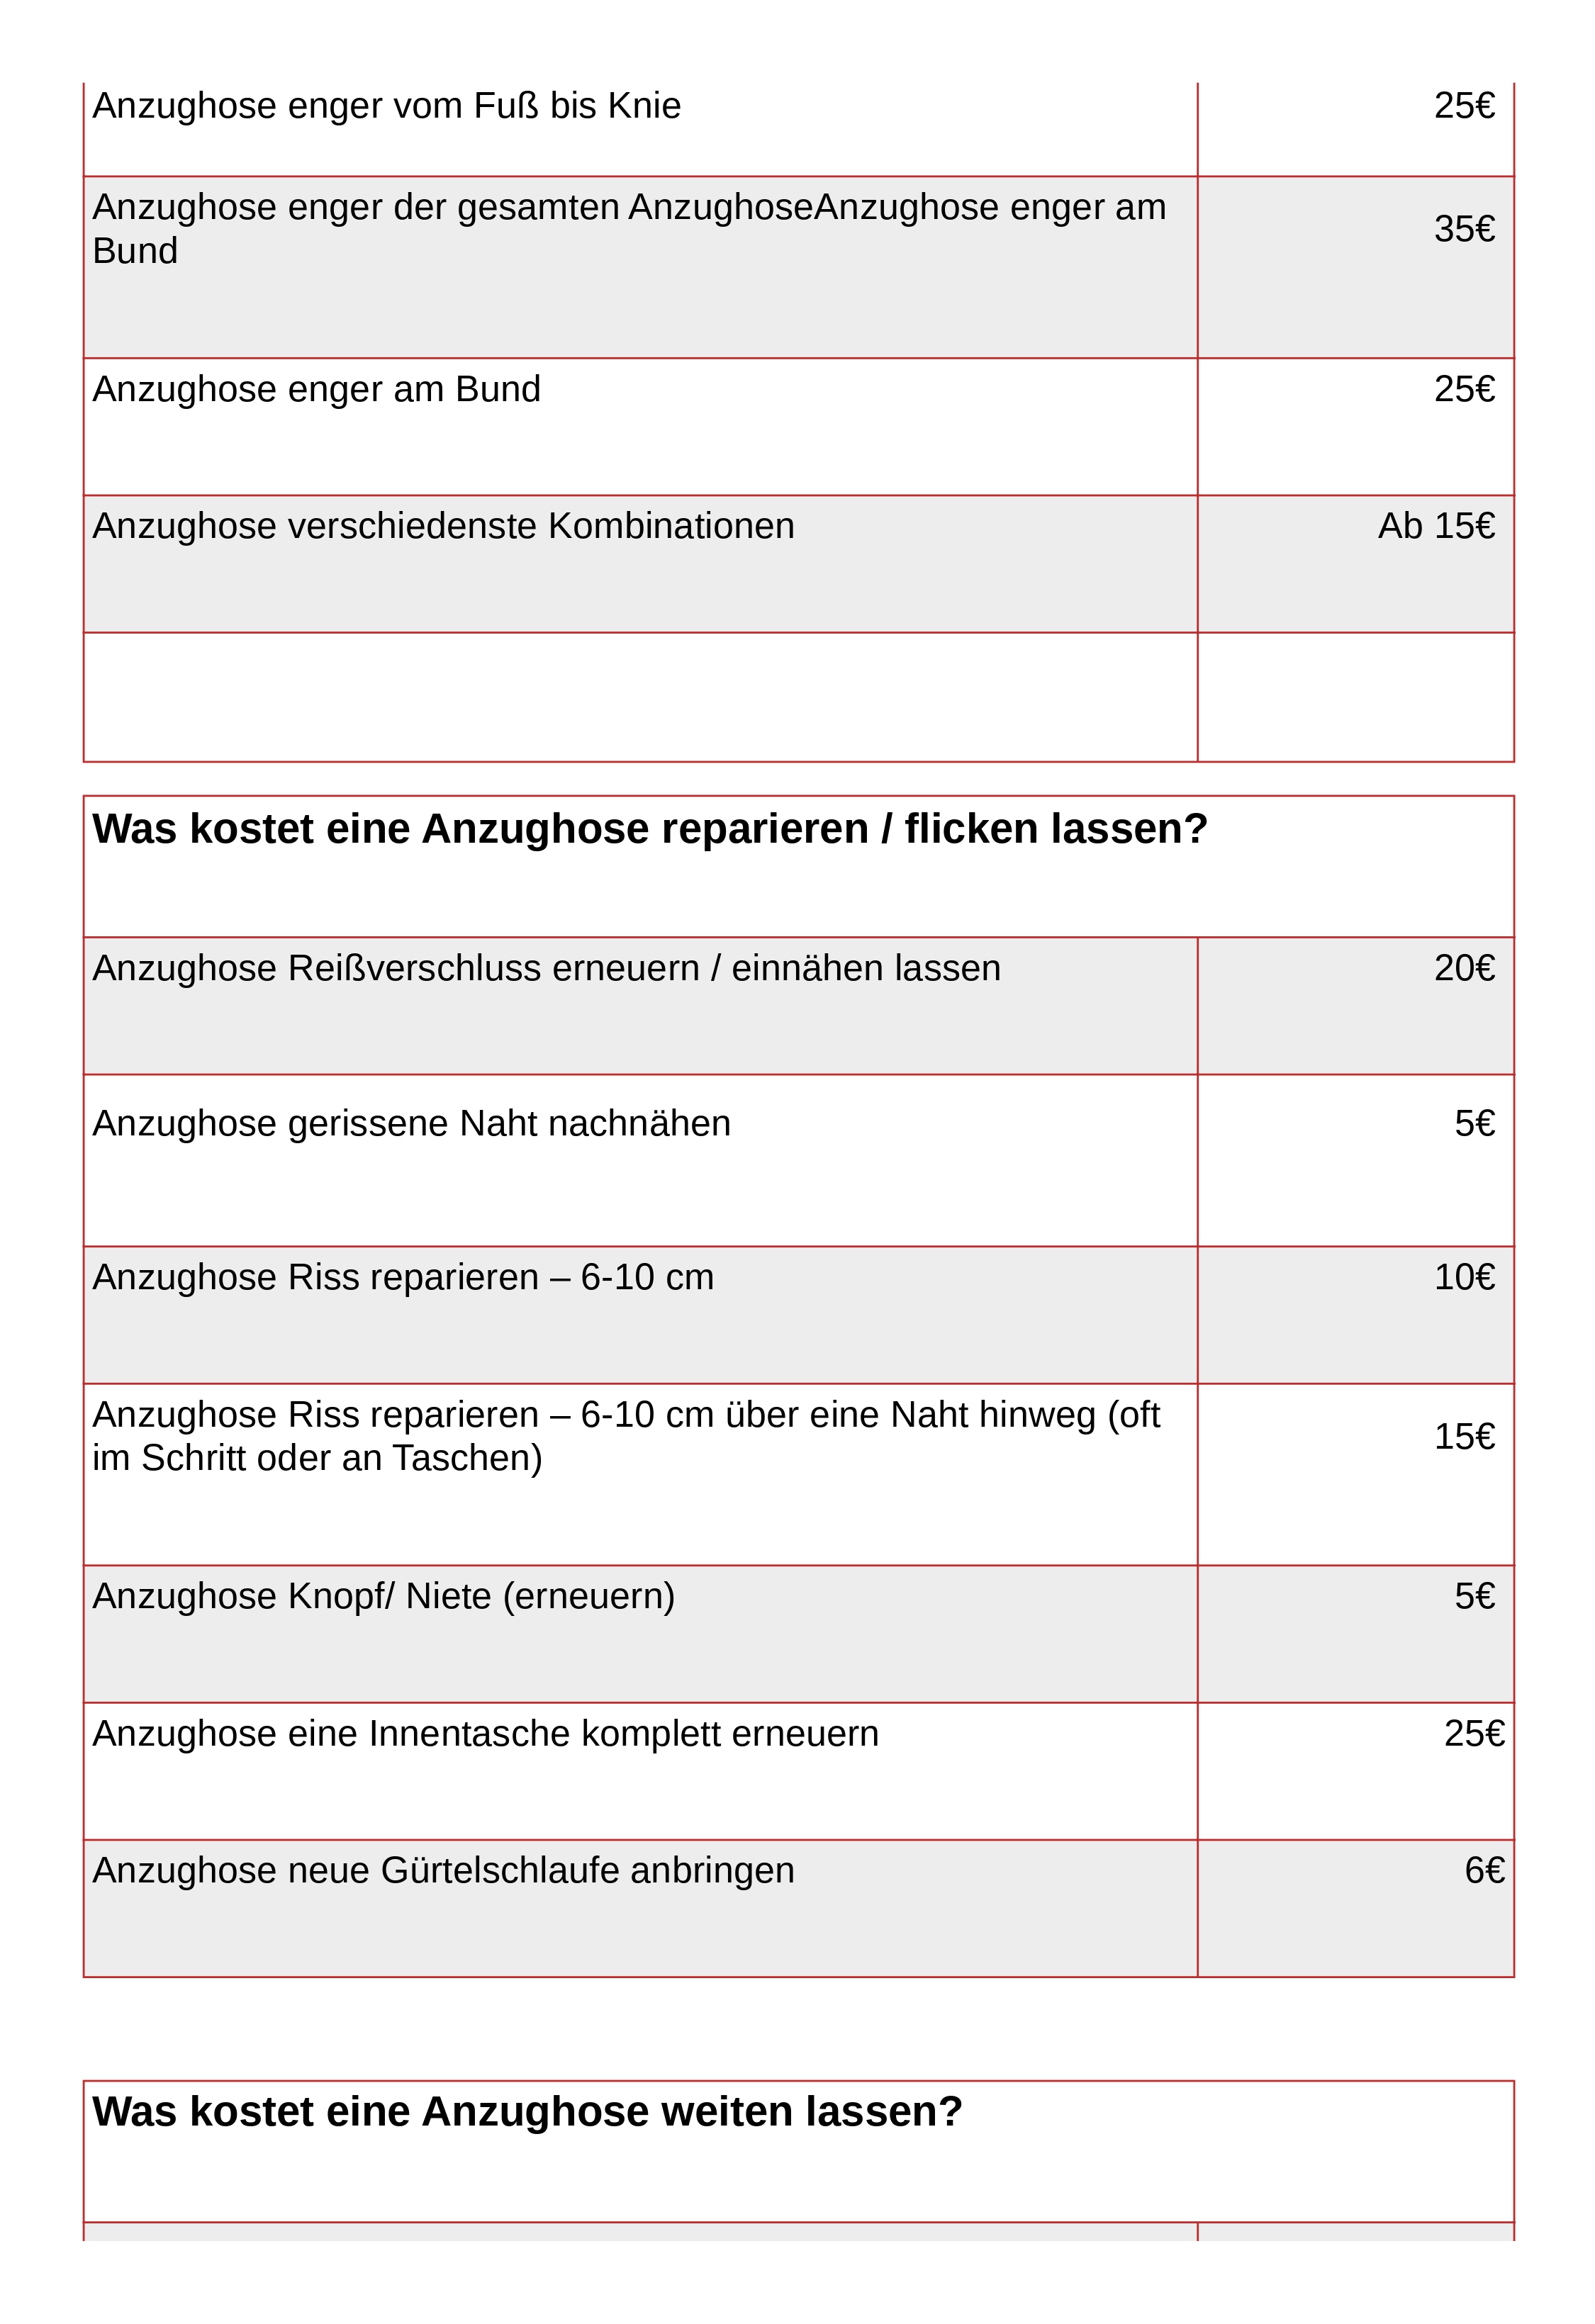 Anzughose enger vom Fuß bis Knie 25€
Anzughose enger der gesamten AnzughoseAnzughose enger am
Bund
35€
Anzughose enger am Bund 25€
Anzughose verschiedenste Kombinationen Ab 15€
Was kostet eine Anzughose reparieren / flicken lassen?
Anzughose Reißverschluss erneuern / einnähen lassen 20€
Anzughose gerissene Naht nachnähen 5€
Anzughose Riss reparieren – 6-10 cm 10€
Anzughose Riss reparieren – 6-10 cm über eine Naht hinweg (oft
im Schritt oder an Taschen)
15€
Anzughose Knopf/ Niete (erneuern) 5€
Anzughose eine Innentasche komplett erneuern 25€
Anzughose neue Gürtelschlaufe anbringen 6€
Was kostet eine Anzughose weiten lassen?